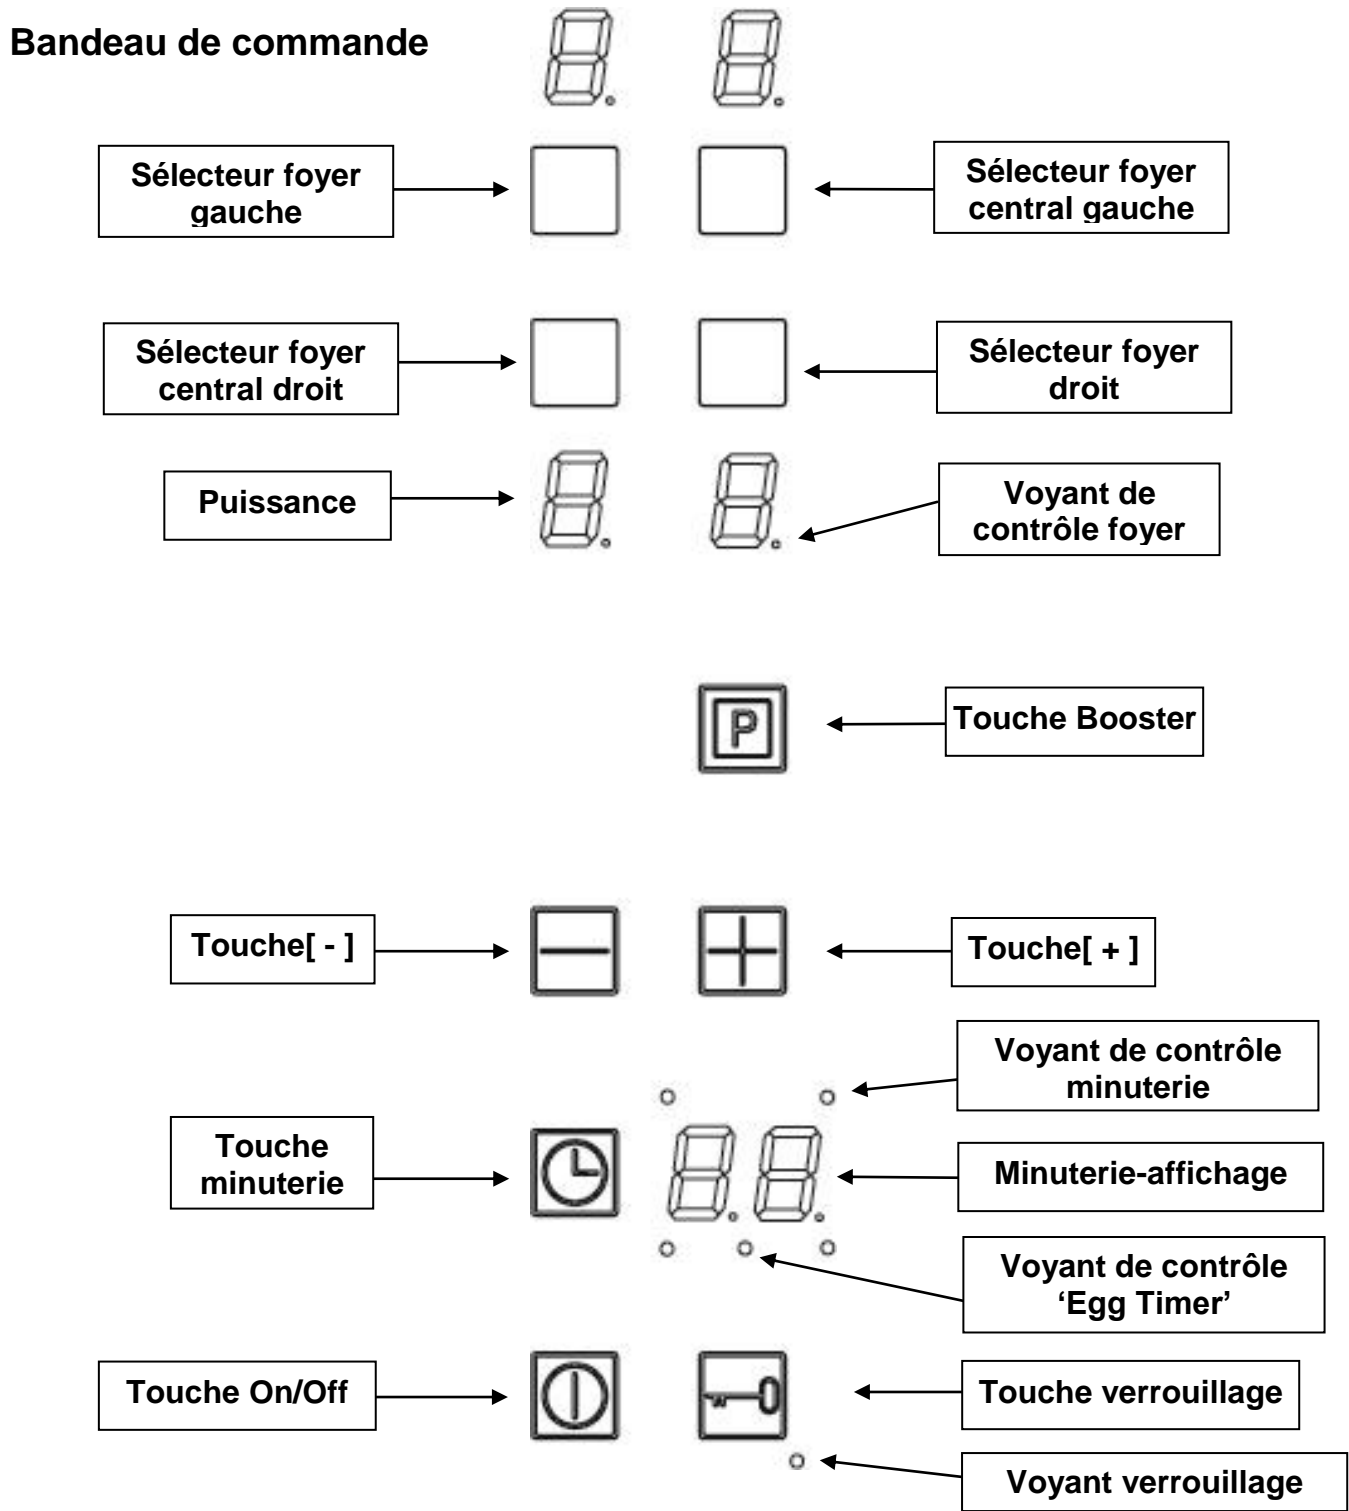 Bandeau de commande
Sélecteur foyer
gauche
Sélecteur foyer
central gauche
Sélecteur foyer
central droit
Sélecteur foyer
droit
Puissance
Voyant de
contrôle foyer
P
Touche Booster
Touche[ - ]
Touche[ + ]
Voyant de contrôle
minuterie
Touche
minuterie
Minuterie-affichage
Voyant de contrôle
‘Egg Timer’
Touche On/Off
Touche verrouillage
Voyant verrouillage